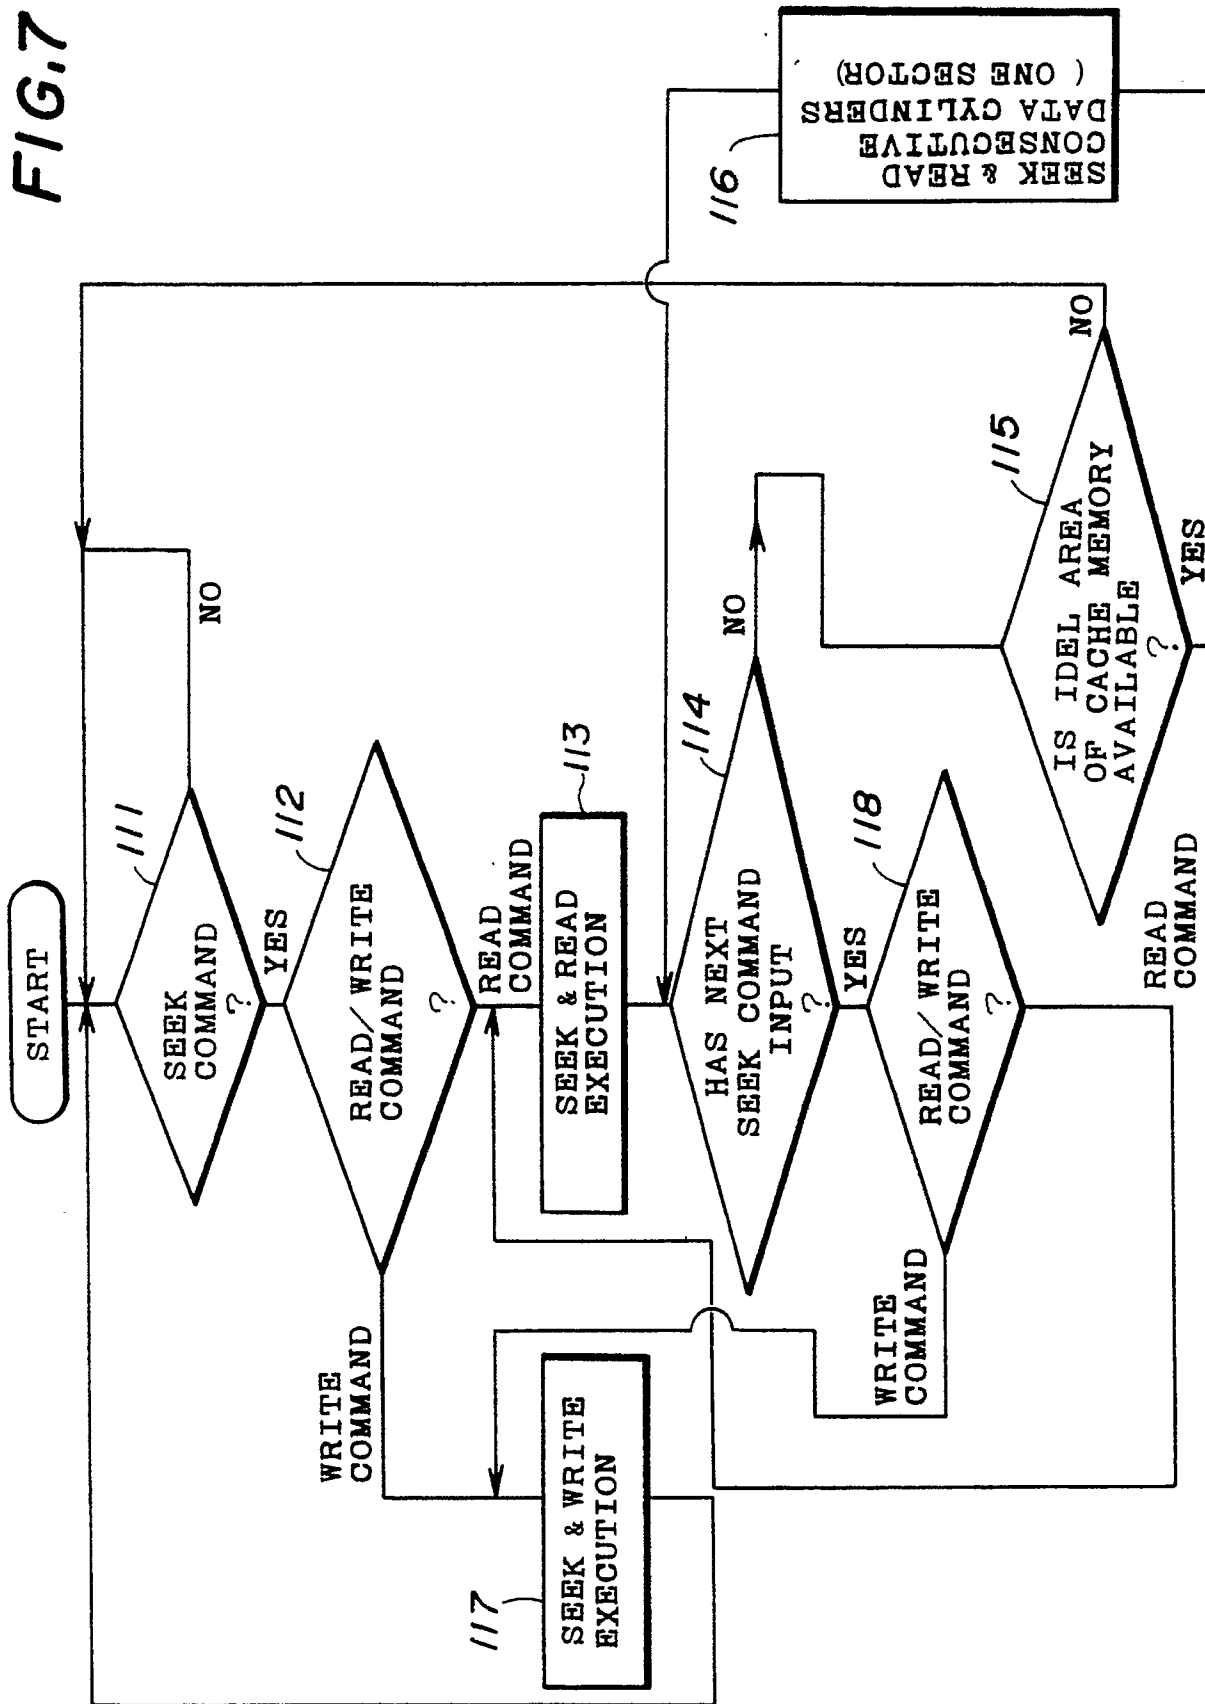 FIG.7
START
111
SEEK
COMMAND
?
NO
YES
112
READ/WRITE
COMMAND
?
WRITE
COMMAND
READ
COMMAND
113
SEEK & READ
EXECUTION
117
SEEK & WRITE
EXECUTION
114
HAS NEXT
SEEK COMMAND
INPUT
?
NO
YES
118
READ/WRITE
COMMAND
?
WRITE
COMMAND
READ
COMMAND
115
IS IDEL AREA
OF CACHE MEMORY
AVAILABLE
?
NO
YES
116
SEEK & READ
CONSECUTIVE
DATA CYLINDERS
( ONE SECTOR)